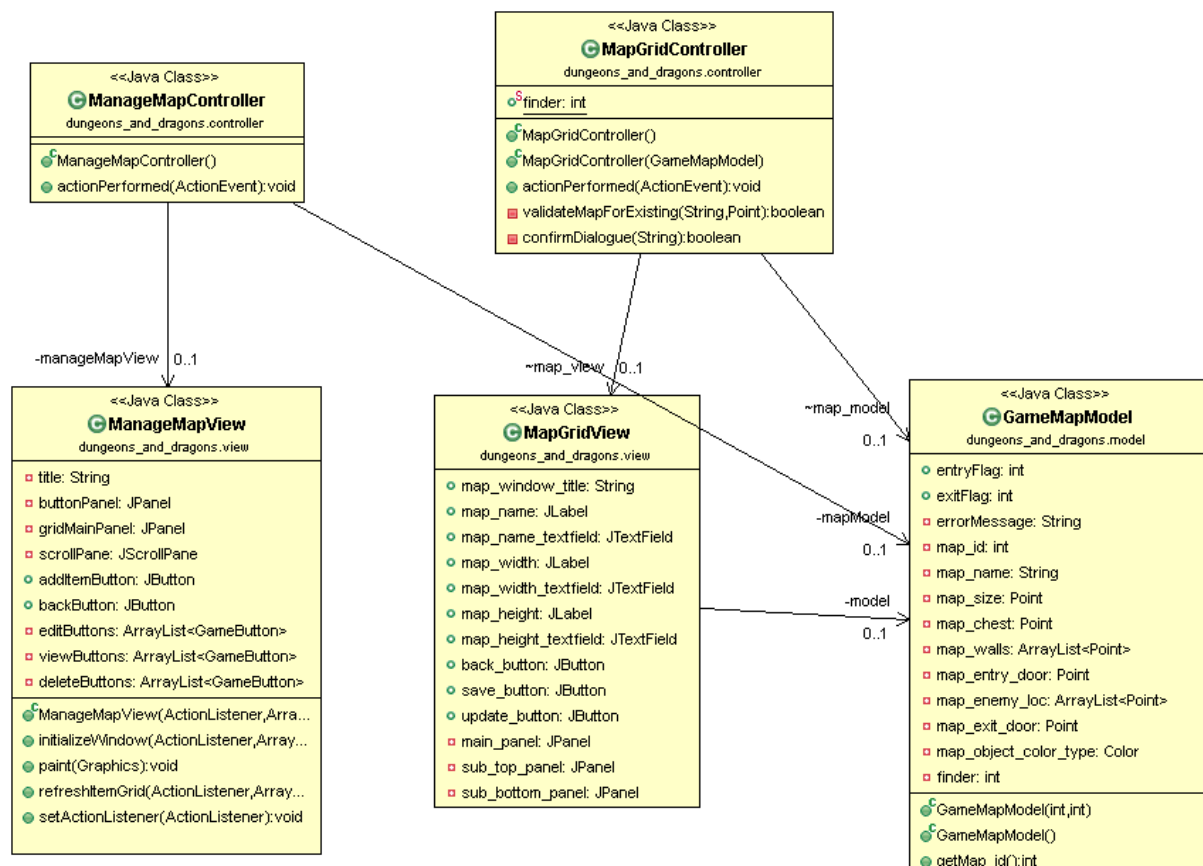 <<Java Class>>
ManageMapController
dungeons_and_dragons.controller
ManageMapController()
actionPerformed(ActionEvent):void
<<Java Class>>
MapGridController
dungeons_and_dragons.controller
finder: int
MapGridController()
MapGridController(GameMapModel)
actionPerformed(ActionEvent):void
validateMapForExisting(String,Point):boolean
confirmDialogue(String):boolean
-manageMapView
0..1
~map_view
0..1
~map_model
0..1
-mapModel
0..1
-model
0..1
<<Java Class>>
ManageMapView
dungeons_and_dragons.view
title: String
buttonPanel: JPanel
gridMainPanel: JPanel
scrollPane: JScrollPane
addItemButton: JButton
backButton: JButton
editButtons: ArrayList<GameButton>
viewButtons: ArrayList<GameButton>
deleteButtons: ArrayList<GameButton>
ManageMapView(ActionListener,Arra...
initializeWindow(ActionListener,Array...
paint(Graphics):void
refreshItemGrid(ActionListener,Array...
setActionListener(ActionListener):void
<<Java Class>>
MapGridView
dungeons_and_dragons.view
map_window_title: String
map_name: JLabel
map_name_textfield: JTextField
map_width: JLabel
map_width_textfield: JTextField
map_height: JLabel
map_height_textfield: JTextField
back_button: JButton
save_button: JButton
update_button: JButton
main_panel: JPanel
sub_top_panel: JPanel
sub_bottom_panel: JPanel
<<Java Class>>
GameMapModel
dungeons_and_dragons.model
entryFlag: int
exitFlag: int
errorMessage: String
map_id: int
map_name: String
map_size: Point
map_chest: Point
map_walls: ArrayList<Point>
map_entry_door: Point
map_enemy_loc: ArrayList<Point>
map_exit_door: Point
map_object_color_type: Color
finder: int
GameMapModel(int,int)
GameMapModel()
getMap_id():int